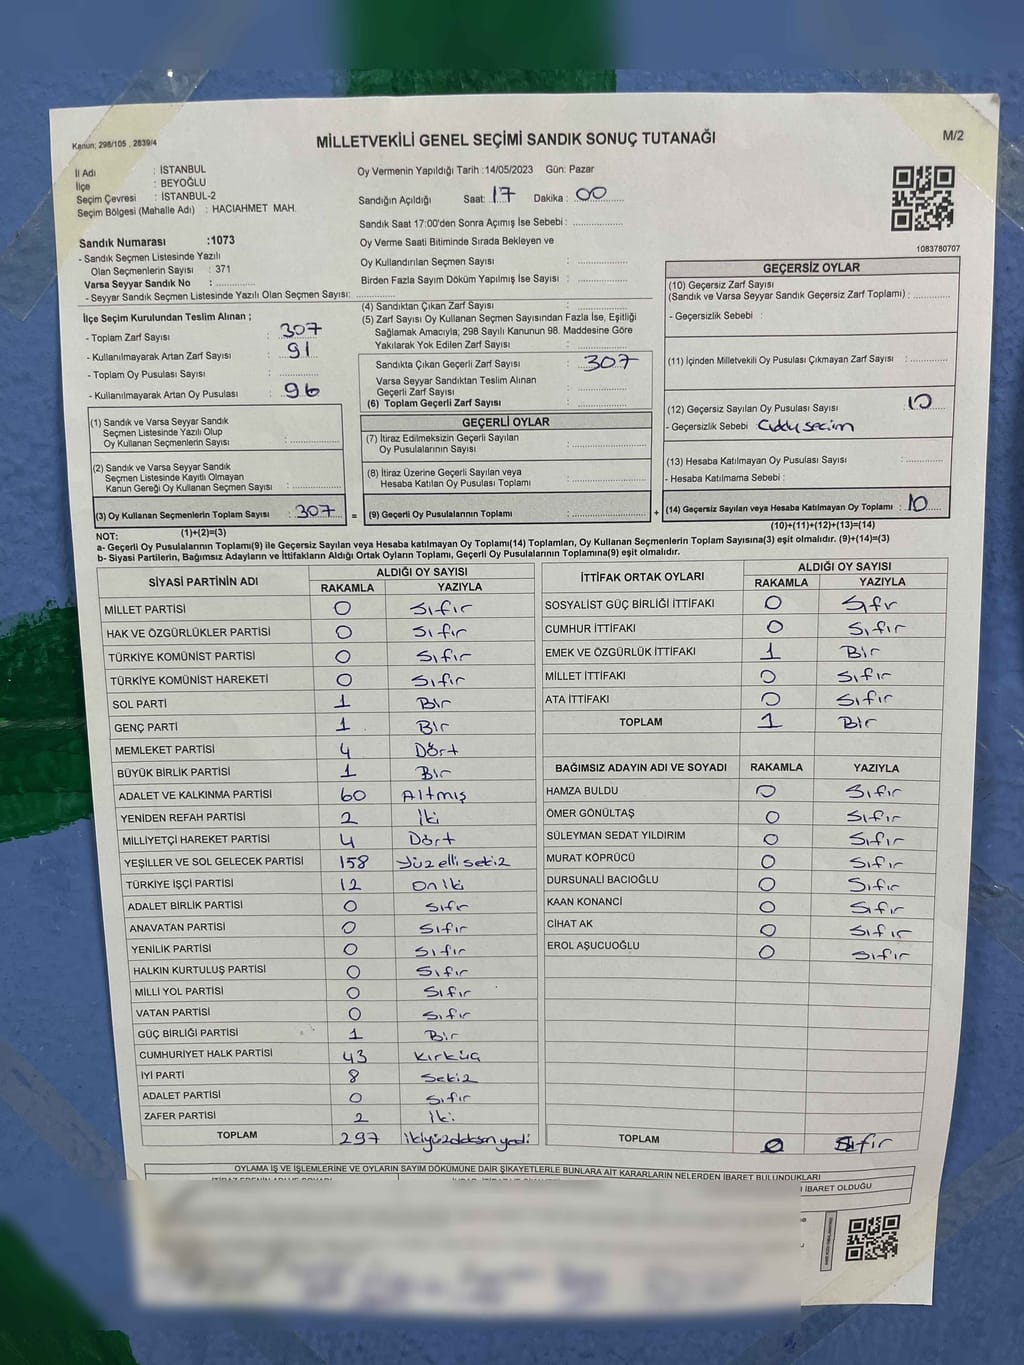 Kanun; 298/105 , 2839/4
MİLLETVEKİLİ GENEL SEÇİMİ SANDIK SONUÇ TUTANAĞI
M/2
İl Adı : İSTANBUL
İlçe : BEYOĞLU
Seçim Çevresi : İSTANBUL-2
Seçim Bölgesi (Mahalle Adı) : HACIAHMET MAH.
Oy Vermenin Yapıldığı Tarih :14/05/2023 Gün: Pazar
Sandığın Açıldığı Saat: 17 Dakika: 00
Sandık Saat 17:00'den Sonra Açımış İse Sebebi :
Oy Verme Saati Bitiminde Sırada Bekleyen ve
Oy Kullandırılan Seçmen Sayısı :
Birden Fazla Sayım Döküm Yapılmış İse Sayısı :
1083780707
Sandık Numarası :1073
- Sandık Seçmen Listesinde Yazılı
Olan Seçmenlerin Sayısı : 371
Varsa Seyyar Sandık No :
- Seyyar Sandık Seçmen Listesinde Yazılı Olan Seçmen Sayısı:
İlçe Seçim Kurulundan Teslim Alınan ;
- Toplam Zarf Sayısı : 307
- Kullanılmayarak Artan Zarf Sayısı : 91
- Toplam Oy Pusulası Sayısı :
- Kullanılmayarak Artan Oy Pusulası : 96
(4) Sandıktan Çıkan Zarf Sayısı :
(5) Zarf Sayısı Oy Kullanan Seçmen Sayısından Fazla İse, Eşitliği
Sağlamak Amacıyla; 298 Sayılı Kanunun 98. Maddesine Göre
Yakılarak Yok Edilen Zarf Sayısı :
Sandıkta Çıkan Geçerli Zarf Sayısı : 307
Varsa Seyyar Sandıktan Teslim Alınan
Geçerli Zarf Sayısı :
(6) Toplam Geçerli Zarf Sayısı :
GEÇERSİZ OYLAR
(10) Geçersiz Zarf Sayısı
(Sandık ve Varsa Seyyar Sandık Geçersiz Zarf Toplamı) :
- Geçersizlik Sebebi :
(11) İçinden Milletvekili Oy Pusulası Çıkmayan Zarf Sayısı :
(12) Geçersiz Sayılan Oy Pusulası Sayısı : 10
- Geçersizlik Sebebi :
(13) Hesaba Katılmayan Oy Pusulası Sayısı :
- Hesaba Katılmama Sebebi :
(14) Geçersiz Sayılan veya Hesaba Katılmayan Oy Toplamı : 10
(10)+(11)+(12)+(13)=(14)
(1) Sandık ve Varsa Seyyar Sandık
Seçmen Listesinde Yazılı Olup
Oy Kullanan Seçmenlerin Sayısı :
(2) Sandık ve Varsa Seyyar Sandık
Seçmen Listesinde Kayıtlı Olmayan
Kanun Gereği Oy Kullanan Seçmen Sayısı :
(3) Oy Kullanan Seçmenlerin Toplam Sayısı : 307 =
(1)+(2)=(3)
GEÇERLİ OYLAR
(7) İtiraz Edilmeksizin Geçerli Sayılan
Oy Pusulalarının Sayısı :
(8) İtiraz Üzerine Geçerli Sayılan veya
Hesaba Katılan Oy Pusulası Toplamı :
(9) Geçerli Oy Pusulalarının Toplamı : +
NOT:
a- Geçerli Oy Pusulalarının Toplamı(9) ile Geçersiz Sayılan veya Hesaba Katılmayan Oy Toplamı(14) Toplamları, Oy Kullanan Seçmenlerin Toplam Sayısına(3) eşit olmalıdır. (9)+(14)=(3)
b- Siyasi Partilerin, Bağımsız Adayların ve İttifakların Aldığı Ortak Oyların Toplamı, Geçerli Oy Pusulalarının Toplamına(9) eşit olmalıdır.
SİYASİ PARTİNİN ADI ALDIĞI OY SAYISI
RAKAMLA YAZIYLA
MİLLET PARTİSİ 0 Sıfır
HAK VE ÖZGÜRLÜKLER PARTİSİ 0 Sıfır
TÜRKİYE KOMÜNİST PARTİSİ 0 Sıfır
TÜRKİYE KOMÜNİST HAREKETİ 0 Sıfır
SOL PARTİ 1 Bir
GENÇ PARTİ 1 Bir
MEMLEKET PARTİSİ 4 Dört
BÜYÜK BİRLİK PARTİSİ 1 Bir
ADALET VE KALKINMA PARTİSİ 60 Altmış
YENİDEN REFAH PARTİSİ 2 İki
MİLLİYETÇİ HAREKET PARTİSİ 4 Dört
YEŞİLLER VE SOL GELECEK PARTİSİ 158 Yüz elli sekiz
TÜRKİYE İŞÇİ PARTİSİ 12 On iki
ADALET BİRLİK PARTİSİ 0 Sıfır
ANAVATAN PARTİSİ 0 Sıfır
YENİLİK PARTİSİ 0 Sıfır
HALKIN KURTULUŞ PARTİSİ 0 Sıfır
MİLLİ YOL PARTİSİ 0 Sıfır
VATAN PARTİSİ 0 Sıfır
GÜÇ BİRLİĞİ PARTİSİ 1 Bir
CUMHURİYET HALK PARTİSİ 43 Kırküç
İYİ PARTİ 8 Sekiz
ADALET PARTİSİ 0 Sıfır
ZAFER PARTİSİ 2 İki
TOPLAM 297 ikiyüzdoksanyedi
İTTİFAK ORTAK OYLARI ALDIĞI OY SAYISI
RAKAMLA YAZIYLA
SOSYALİST GÜÇ BİRLİĞİ İTTİFAKI 0 Sıfır
CUMHUR İTTİFAKI 0 Sıfır
EMEK VE ÖZGÜRLÜK İTTİFAKI 1 Bir
MİLLET İTTİFAKI 0 Sıfır
ATA İTTİFAKI 0 Sıfır
TOPLAM 1 Bir
BAĞIMSIZ ADAYIN ADI VE SOYADI RAKAMLA YAZIYLA
HAMZA BULDU 0 Sıfır
ÖMER GÖNÜLTAŞ 0 Sıfır
SÜLEYMAN SEDAT YILDIRIM 0 Sıfır
MURAT KÖPRÜCÜ 0 Sıfır
DURSUNALİ BACIOĞLU 0 Sıfır
KAAN KONANCİ 0 Sıfır
CİHAT AK 0 Sıfır
EROL AŞUCUOĞLU 0 Sıfır
TOPLAM 0 Sıfır
OYLAMA İŞ VE İŞLEMLERİNE VE OYLARIN SAYIM DÖKÜMÜNE DAİR ŞİKAYETLERLE BUNLARA AİT KARARLARIN NELERDEN İBARET BULUNDUKLARI
İBARET OLDUĞU